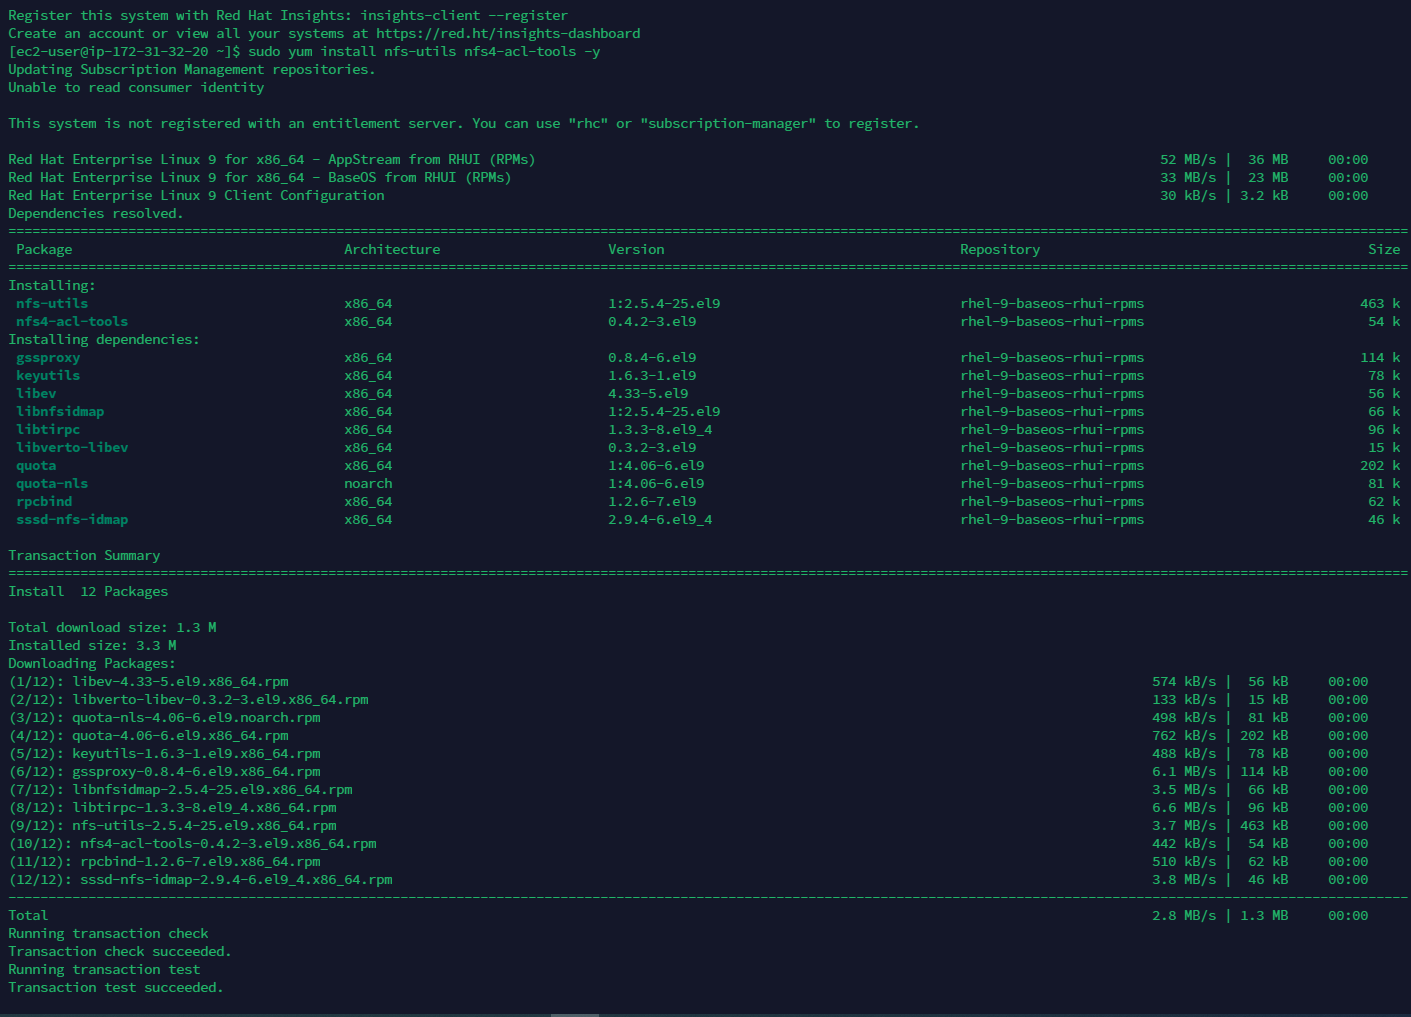 Register this system with Red Hat Insights: insights-client --register
Create an account or view all your systems at https://red.ht/insights-dashboard
[ec2-user@ip-172-31-32-20 ~]$ sudo yum install nfs-utils nfs4-acl-tools -y
Updating Subscription Management repositories.
Unable to read consumer identity
This system is not registered with an entitlement server. You can use "rhc" or "subscription-manager" to register.
Red Hat Enterprise Linux 9 for x86_64 - AppStream from RHUI (RPMs) 52 MB/s | 36 MB 00:00
Red Hat Enterprise Linux 9 for x86_64 - BaseOS from RHUI (RPMs) 33 MB/s | 23 MB 00:00
Red Hat Enterprise Linux 9 Client Configuration 30 kB/s | 3.2 kB 00:00
Dependencies resolved.
Package Architecture Version Repository Size
Installing:
nfs-utils x86_64 1:2.5.4-25.el9 rhel-9-baseos-rhui-rpms 463 k
nfs4-acl-tools x86_64 0.4.2-3.el9 rhel-9-baseos-rhui-rpms 54 k
Installing dependencies:
gssproxy x86_64 0.8.4-6.el9 rhel-9-baseos-rhui-rpms 114 k
keyutils x86_64 1.6.3-1.el9 rhel-9-baseos-rhui-rpms 78 k
libev x86_64 4.33-5.el9 rhel-9-baseos-rhui-rpms 56 k
libnfsidmap x86_64 1:2.5.4-25.el9 rhel-9-baseos-rhui-rpms 66 k
libtirpc x86_64 1.3.3-8.el9_4 rhel-9-baseos-rhui-rpms 96 k
libverto-libev x86_64 0.3.2-3.el9 rhel-9-baseos-rhui-rpms 15 k
quota x86_64 1:4.06-6.el9 rhel-9-baseos-rhui-rpms 202 k
quota-nls noarch 1:4.06-6.el9 rhel-9-baseos-rhui-rpms 81 k
rpcbind x86_64 1.2.6-7.el9 rhel-9-baseos-rhui-rpms 62 k
sssd-nfs-idmap x86_64 2.9.4-6.el9_4 rhel-9-baseos-rhui-rpms 46 k
Transaction Summary
Install 12 Packages
Total download size: 1.3 M
Installed size: 3.3 M
Downloading Packages:
(1/12): libev-4.33-5.el9.x86_64.rpm 574 kB/s | 56 kB 00:00
(2/12): libverto-libev-0.3.2-3.el9.x86_64.rpm 133 kB/s | 15 kB 00:00
(3/12): quota-nls-4.06-6.el9.noarch.rpm 498 kB/s | 81 kB 00:00
(4/12): quota-4.06-6.el9.x86_64.rpm 762 kB/s | 202 kB 00:00
(5/12): keyutils-1.6.3-1.el9.x86_64.rpm 488 kB/s | 78 kB 00:00
(6/12): gssproxy-0.8.4-6.el9.x86_64.rpm 6.1 MB/s | 114 kB 00:00
(7/12): libnfsidmap-2.5.4-25.el9.x86_64.rpm 3.5 MB/s | 66 kB 00:00
(8/12): libtirpc-1.3.3-8.el9_4.x86_64.rpm 6.6 MB/s | 96 kB 00:00
(9/12): nfs-utils-2.5.4-25.el9.x86_64.rpm 3.7 MB/s | 463 kB 00:00
(10/12): nfs4-acl-tools-0.4.2-3.el9.x86_64.rpm 442 kB/s | 54 kB 00:00
(11/12): rpcbind-1.2.6-7.el9.x86_64.rpm 510 kB/s | 62 kB 00:00
(12/12): sssd-nfs-idmap-2.9.4-6.el9_4.x86_64.rpm 3.8 MB/s | 46 kB 00:00
Total 2.8 MB/s | 1.3 MB 00:00
Running transaction check
Transaction check succeeded.
Running transaction test
Transaction test succeeded.